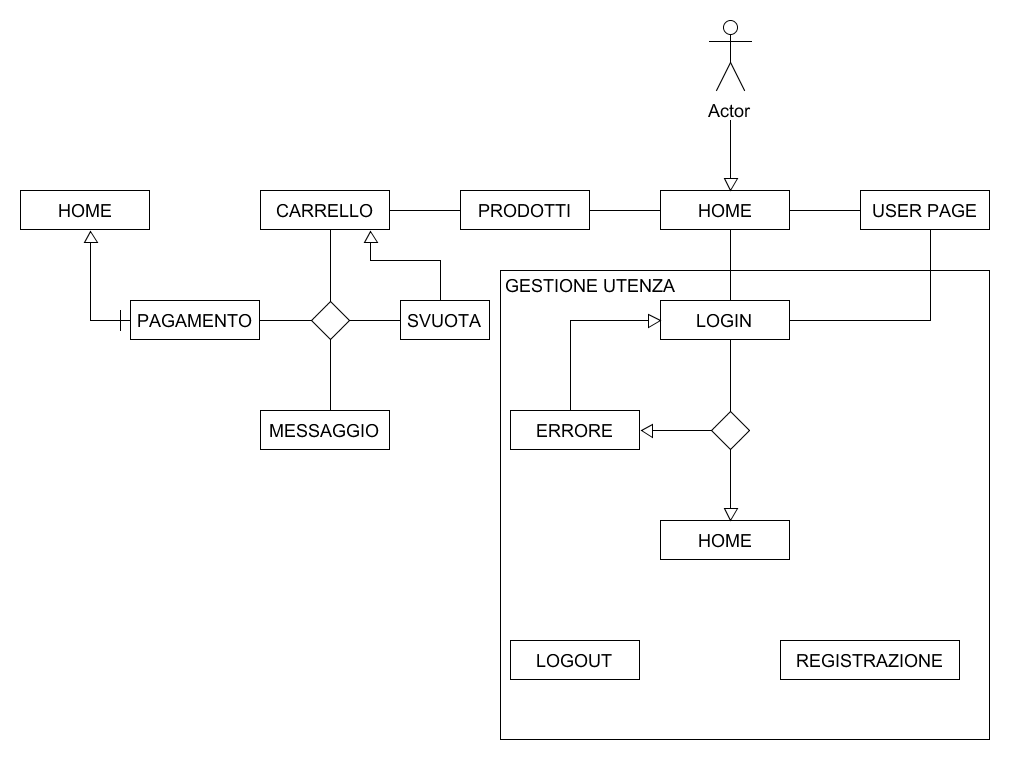 Actor
HOME
CARRELLO
PRODOTTI
HOME
USER PAGE
GESTIONE UTENZA
PAGAMENTO
SVUOTA
LOGIN
MESSAGGIO
ERRORE
HOME
LOGOUT
REGISTRAZIONE